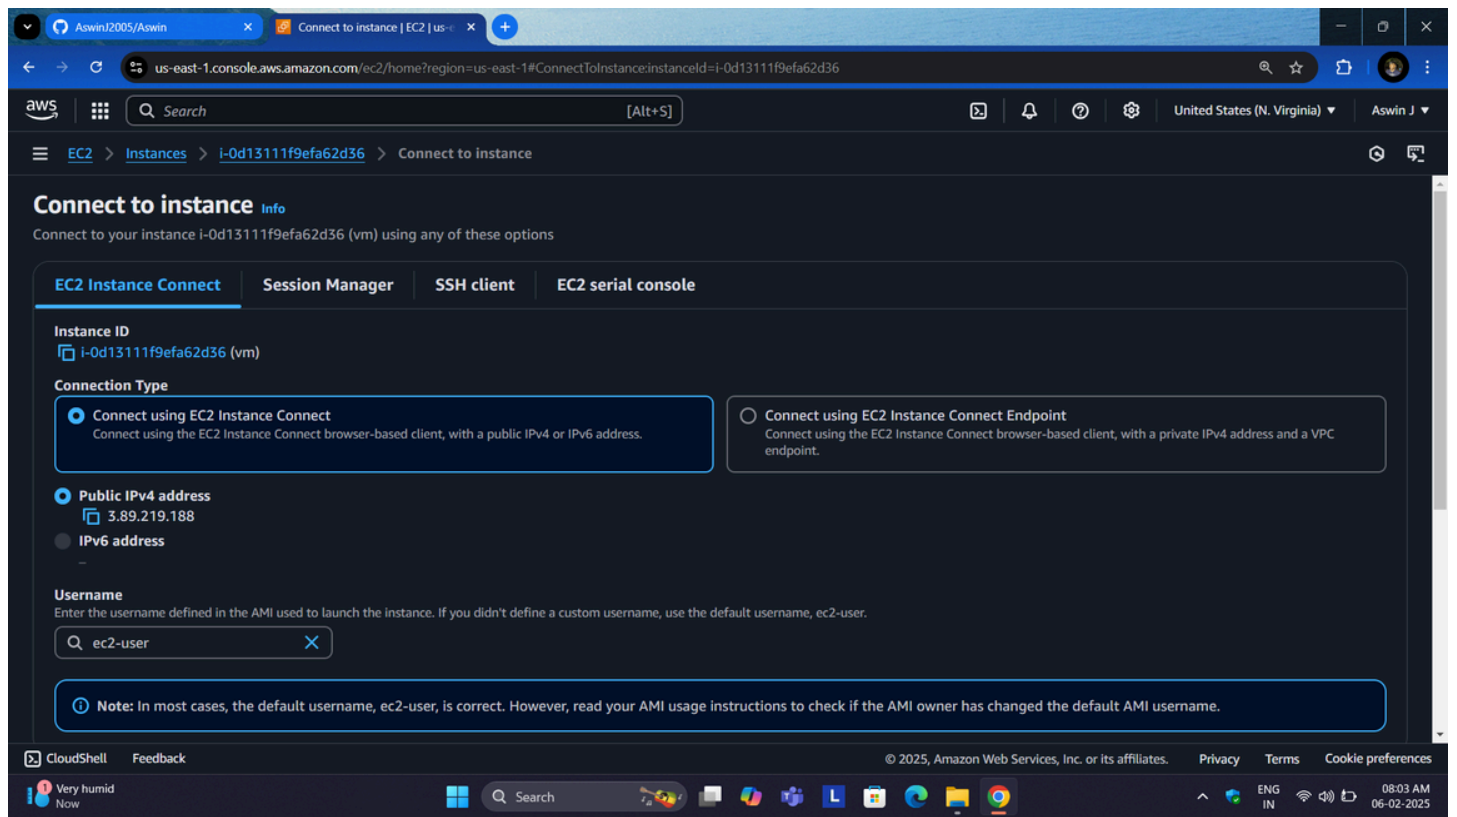 AswinJ2005/Aswin
Connect to instance | EC2 | us-e
us-east-1.console.aws.amazon.com/ec2/home?region=us-east-1#ConnectToInstance:instanceId=i-0d13111f9efa62d36
aws
Search
[Alt+S]
United States (N. Virginia)
Aswin J
EC2
Instances
i-0d13111f9efa62d36
Connect to instance
Connect to instance Info
Connect to your instance i-0d13111f9efa62d36 (vm) using any of these options
EC2 Instance Connect
Session Manager
SSH client
EC2 serial console
Instance ID
i-0d13111f9efa62d36 (vm)
Connection Type
Connect using EC2 Instance Connect
Connect using the EC2 Instance Connect browser-based client, with a public IPv4 or IPv6 address.
Connect using EC2 Instance Connect Endpoint
Connect using the EC2 Instance Connect browser-based client, with a private IPv4 address and a VPC
endpoint.
Public IPv4 address
3.89.219.188
IPv6 address
–
Username
Enter the username defined in the AMI used to launch the instance. If you didn't define a custom username, use the default username, ec2-user.
ec2-user
Note: In most cases, the default username, ec2-user, is correct. However, read your AMI usage instructions to check if the AMI owner has changed the default AMI username.
CloudShell
Feedback
© 2025, Amazon Web Services, Inc. or its affiliates.
Privacy
Terms
Cookie preferences
1
Very humid
Now
Search
L
ENG
IN
08:03 AM
06-02-2025